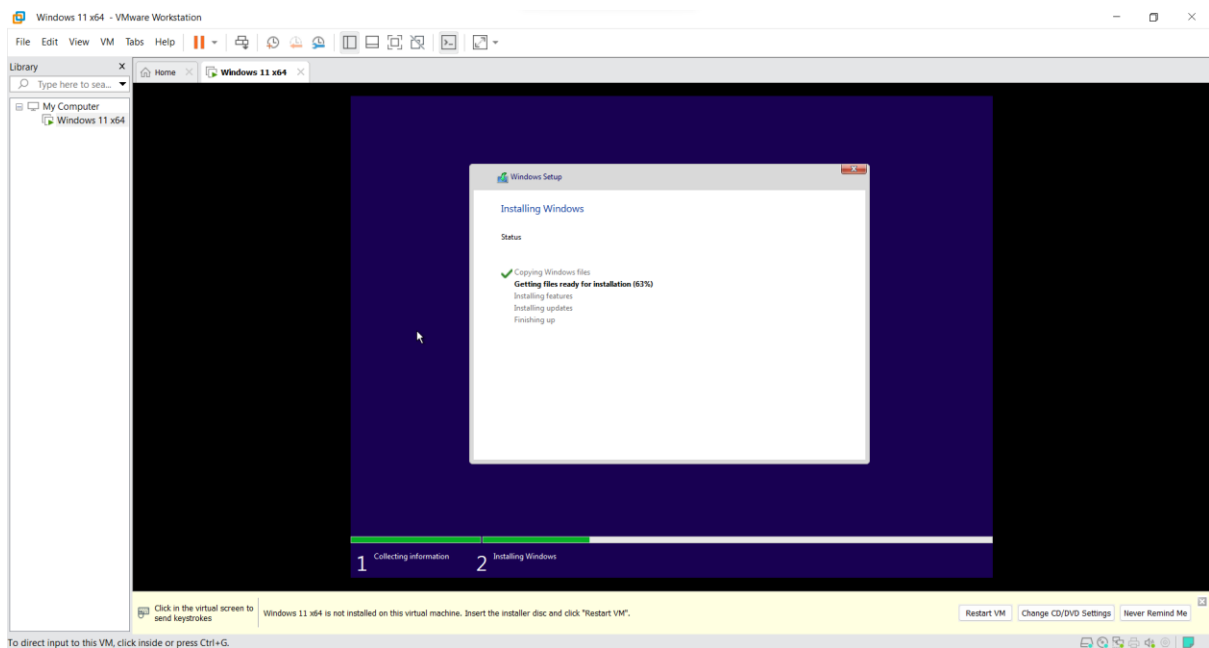 Windows 11 x64 - VMware Workstation
File Edit View VM Tabs Help
Library X
Type here to sea...
My Computer
Windows 11 x64
Home
Windows 11 x64
Windows Setup
Installing Windows
Status
Copying Windows files
Getting files ready for installation (63%)
Installing features
Installing updates
Finishing up
1 Collecting information 2 Installing Windows
Click in the virtual screen to
send keystrokes
Windows 11 x64 is not installed on this virtual machine. Insert the installer disc and click "Restart VM".
Restart VM Change CD/DVD Settings Never Remind Me
To direct input to this VM, click inside or press Ctrl+G.